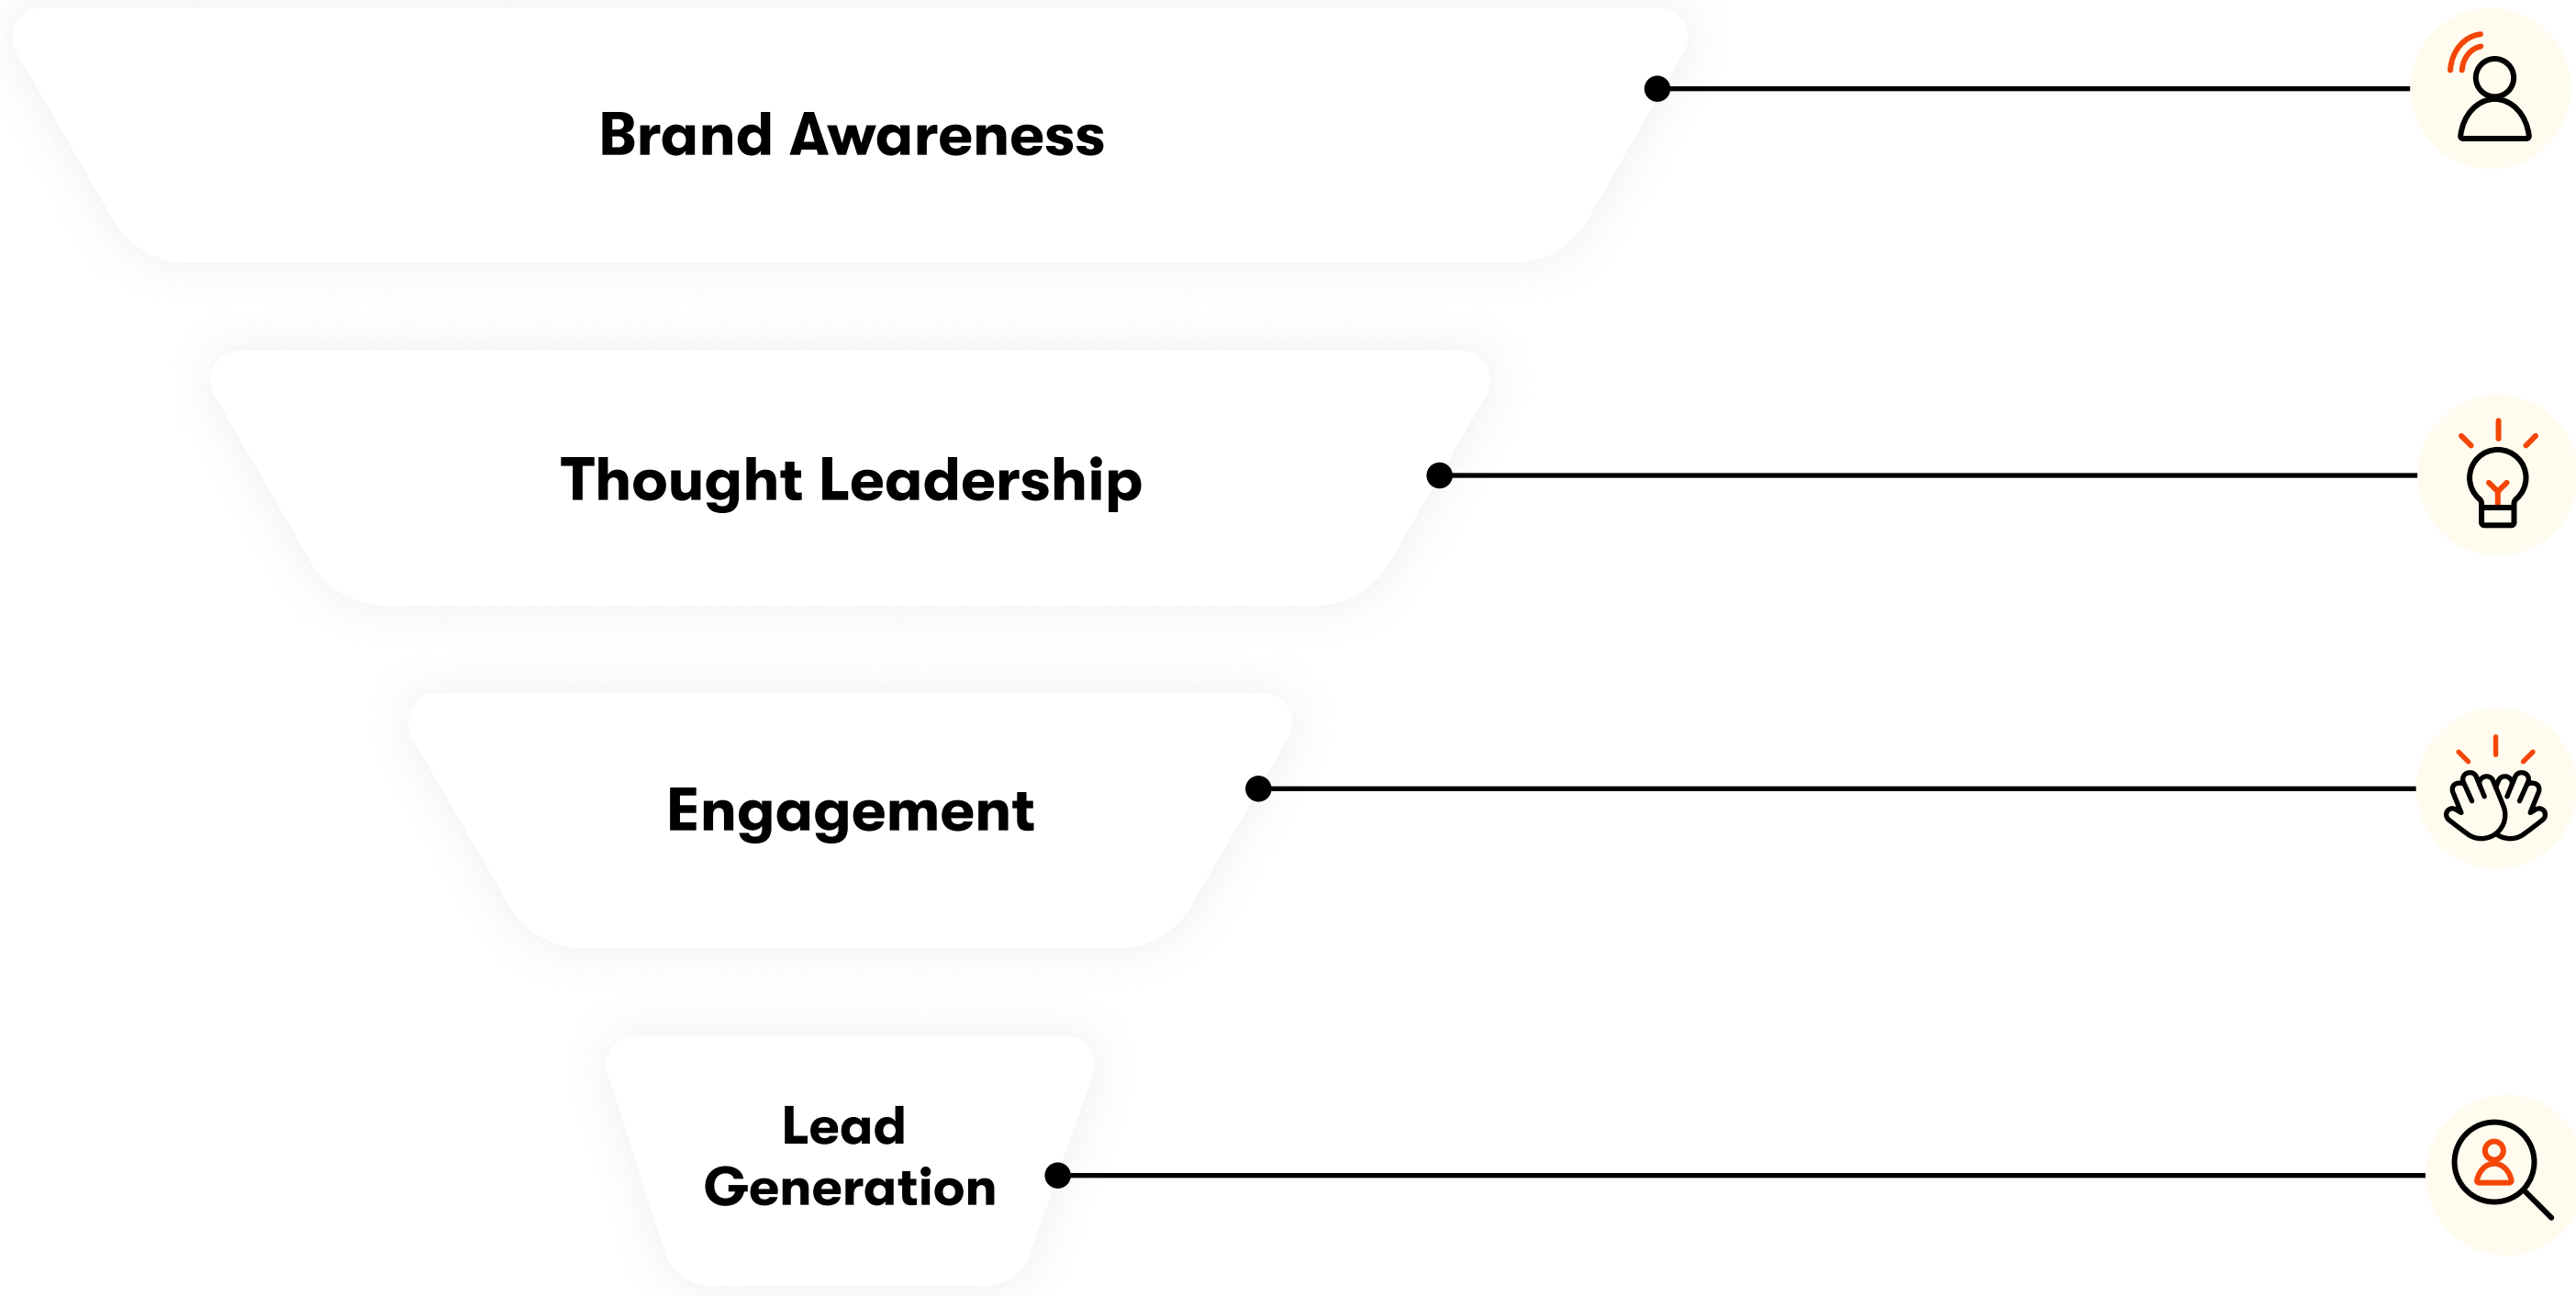 Brand Awareness
Thought Leadership
Engagement
Lead
Generation